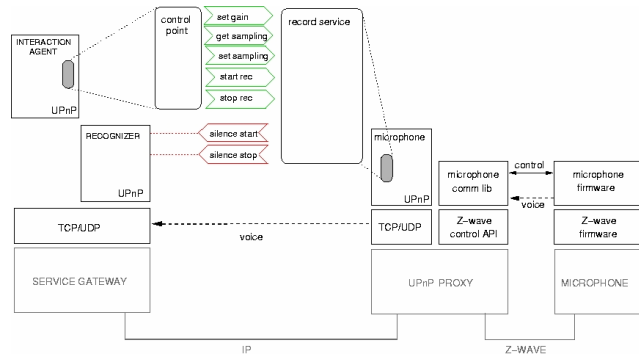 control
point
set gain
get sampling
set sampling
start rec
stop rec
record service
INTERACTION
AGENT
UPnP
RECOGNIZER
UPnP
silence start
silence stop
microphone
UPnP
microphone
comm lib
control
voice
microphone
firmware
TCP/UDP
voice
TCP/UDP
Z-wave
control API
Z-wave
firmware
SERVICE GATEWAY
UPnP PROXY
MICROPHONE
IP
Z-WAVE